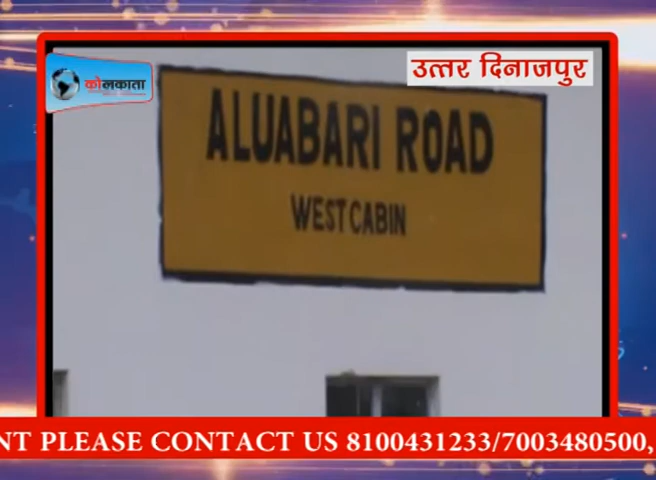 कोलकाता
उत्तर दिनाजपुर
ALUABARI ROAD
WEST CABIN
NT PLEASE CONTACT US 8100431233/7003480500,